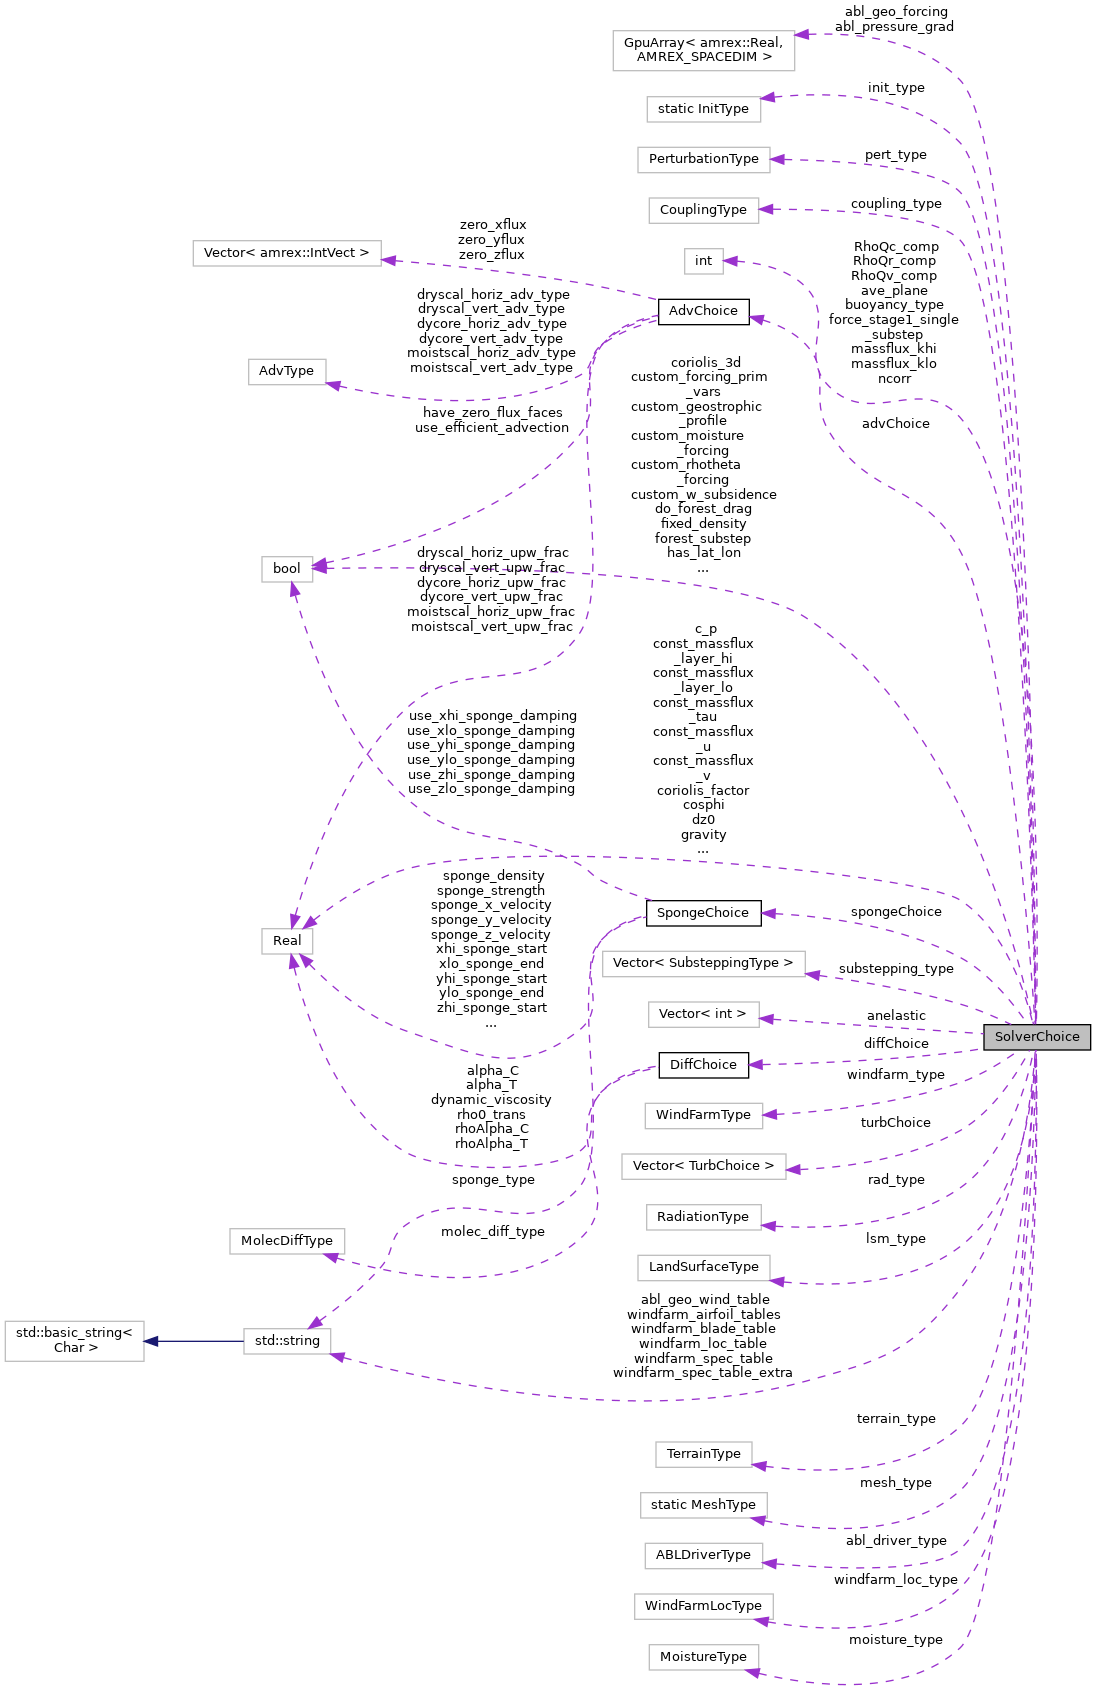 abl_geo_forcing
abl_pressure_grad
GpuArray< amrex::Real,
AMREX_SPACEDIM >
init_type
static InitType
pert_type
PerturbationType
coupling_type
CouplingType
zero_xflux
zero_yflux
zero_zflux
Vector< amrex::IntVect >
int
RhoQc_comp
RhoQr_comp
RhoQv_comp
ave_plane
buoyancy_type
force_stage1_single
_substep
massflux_khi
massflux_klo
ncorr
dryscal_horiz_adv_type
dryscal_vert_adv_type
dycore_horiz_adv_type
dycore_vert_adv_type
moistscal_horiz_adv_type
moistscal_vert_adv_type
AdvChoice
AdvType
coriolis_3d
custom_forcing_prim
_vars
custom_geostrophic
_profile
custom_moisture
_forcing
custom_rhotheta
_forcing
custom_w_subsidence
do_forest_drag
fixed_density
forest_substep
has_lat_lon
...
have_zero_flux_faces
use_efficient_advection
advChoice
bool
dryscal_horiz_upw_frac
dryscal_vert_upw_frac
dycore_horiz_upw_frac
dycore_vert_upw_frac
moistscal_horiz_upw_frac
moistscal_vert_upw_frac
c_p
const_massflux
_layer_hi
const_massflux
_layer_lo
const_massflux
_tau
const_massflux
_u
const_massflux
_v
coriolis_factor
cosphi
dz0
gravity
...
use_xhi_sponge_damping
use_xlo_sponge_damping
use_yhi_sponge_damping
use_ylo_sponge_damping
use_zhi_sponge_damping
use_zlo_sponge_damping
sponge_density
sponge_strength
sponge_x_velocity
sponge_y_velocity
sponge_z_velocity
xhi_sponge_start
xlo_sponge_end
yhi_sponge_start
ylo_sponge_end
zhi_sponge_start
...
Real
SpongeChoice
spongeChoice
Vector< SubsteppingType >
substepping_type
Vector< int >
anelastic
SolverChoice
diffChoice
DiffChoice
windfarm_type
alpha_C
alpha_T
dynamic_viscosity
rho0_trans
rhoAlpha_C
rhoAlpha_T
WindFarmType
turbChoice
Vector< TurbChoice >
sponge_type
rad_type
RadiationType
molec_diff_type
MolecDiffType
lsm_type
LandSurfaceType
abl_geo_wind_table
windfarm_airfoil_tables
windfarm_blade_table
windfarm_loc_table
windfarm_spec_table
windfarm_spec_table_extra
std::basic_string<
Char >
std::string
terrain_type
TerrainType
mesh_type
static MeshType
abl_driver_type
ABLDriverType
windfarm_loc_type
WindFarmLocType
moisture_type
MoistureType